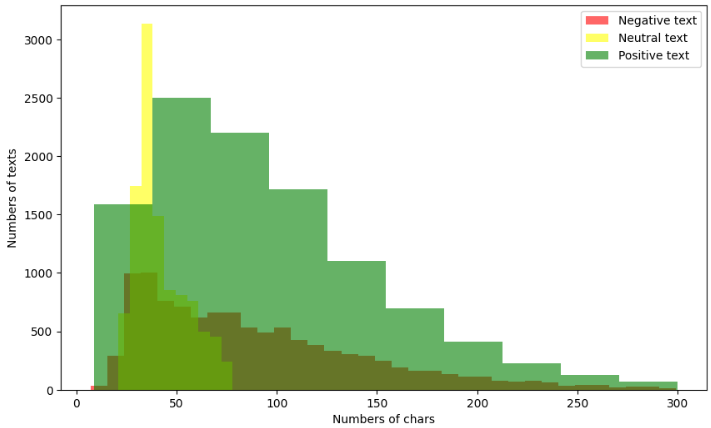 Negative text
Neutral text
Positive text
3000
2500
2000
1500
1000
500
0
Numbers of texts
0 50 100 150 200 250 300
Numbers of chars